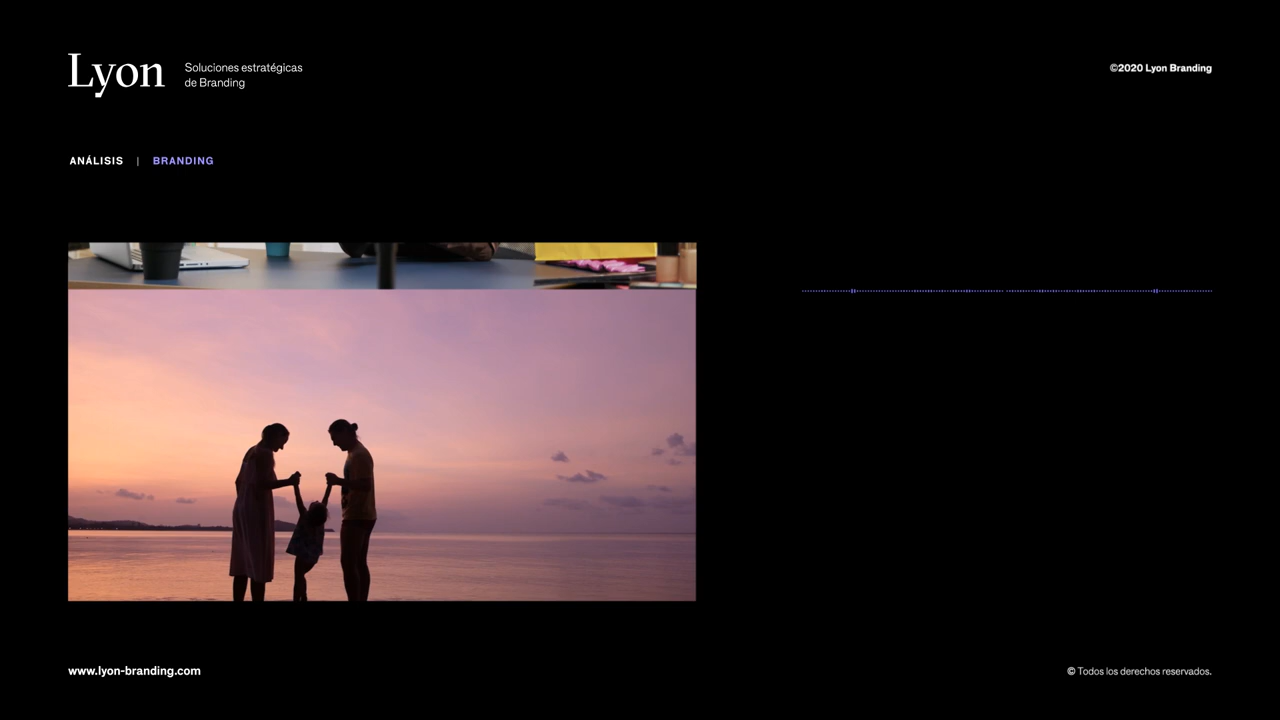 Lyon
Soluciones estratégicas
de Branding
©2020 Lyon Branding
ANÁLISIS | BRANDING
www.lyon-branding.com
© Todos los derechos reservados.